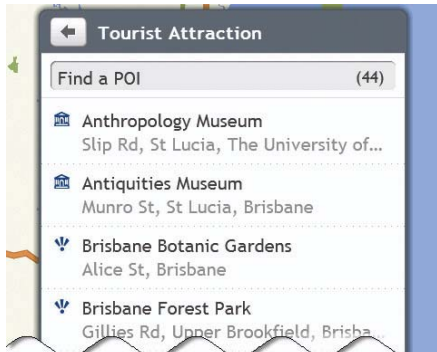 Tourist Attraction
Find a POI (44)
Anthropology Museum
Slip Rd, St Lucia, The University of...
Antiquities Museum
Munro St, St Lucia, Brisbane
Brisbane Botanic Gardens
Alice St, Brisbane
Brisbane Forest Park
Gillies Rd, Upper Brookfield, Brisba...